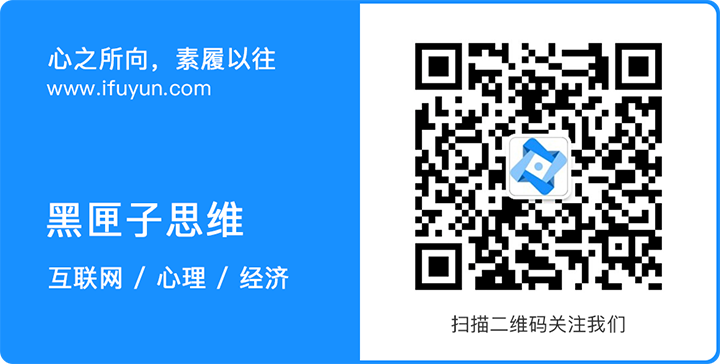 心之所向，素履以往
www.ifuyun.com
黑匣子思维
互联网 / 心理 / 经济
扫描二维码关注我们